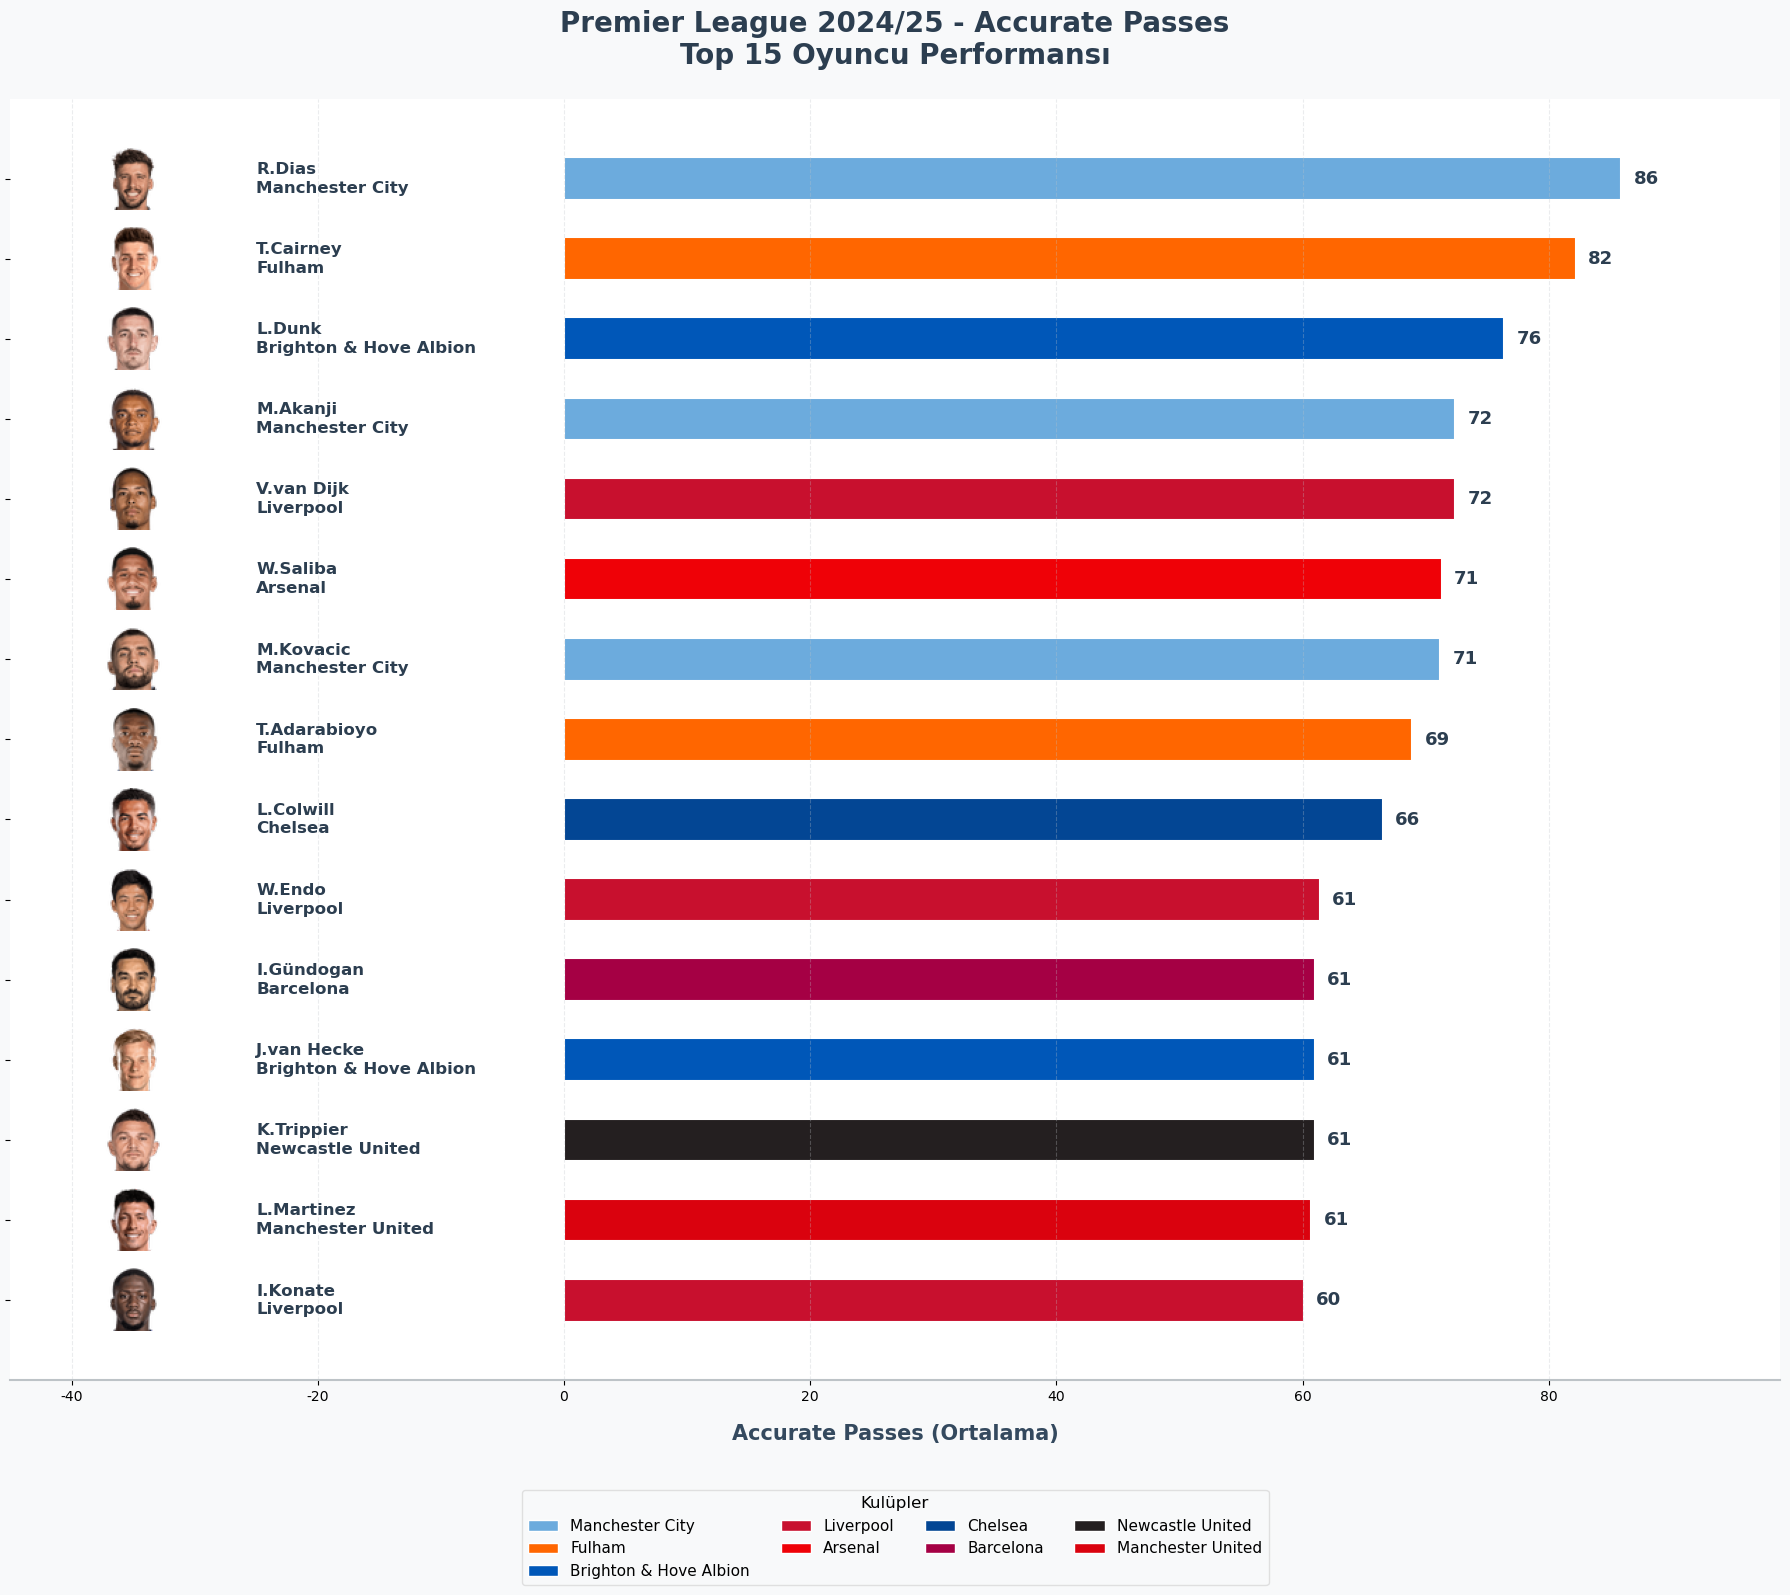 Premier League 2024/25 - Accurate Passes
Top 15 Oyuncu Performansı
R.Dias
Manchester City
86
T.Cairney
Fulham
82
L.Dunk
Brighton & Hove Albion
76
M.Akanji
Manchester City
72
V.van Dijk
Liverpool
72
W.Saliba
Arsenal
71
M.Kovacic
Manchester City
71
T.Adarabioyo
Fulham
69
L.Colwill
Chelsea
66
W.Endo
Liverpool
61
I.Gündogan
Barcelona
61
J.van Hecke
Brighton & Hove Albion
61
K.Trippier
Newcastle United
61
L.Martinez
Manchester United
61
I.Konate
Liverpool
60
-40 -20 0 20 40 60 80
Accurate Passes (Ortalama)
Kulüpler
Manchester City Liverpool Chelsea Newcastle United
Fulham Arsenal Barcelona Manchester United
Brighton & Hove Albion